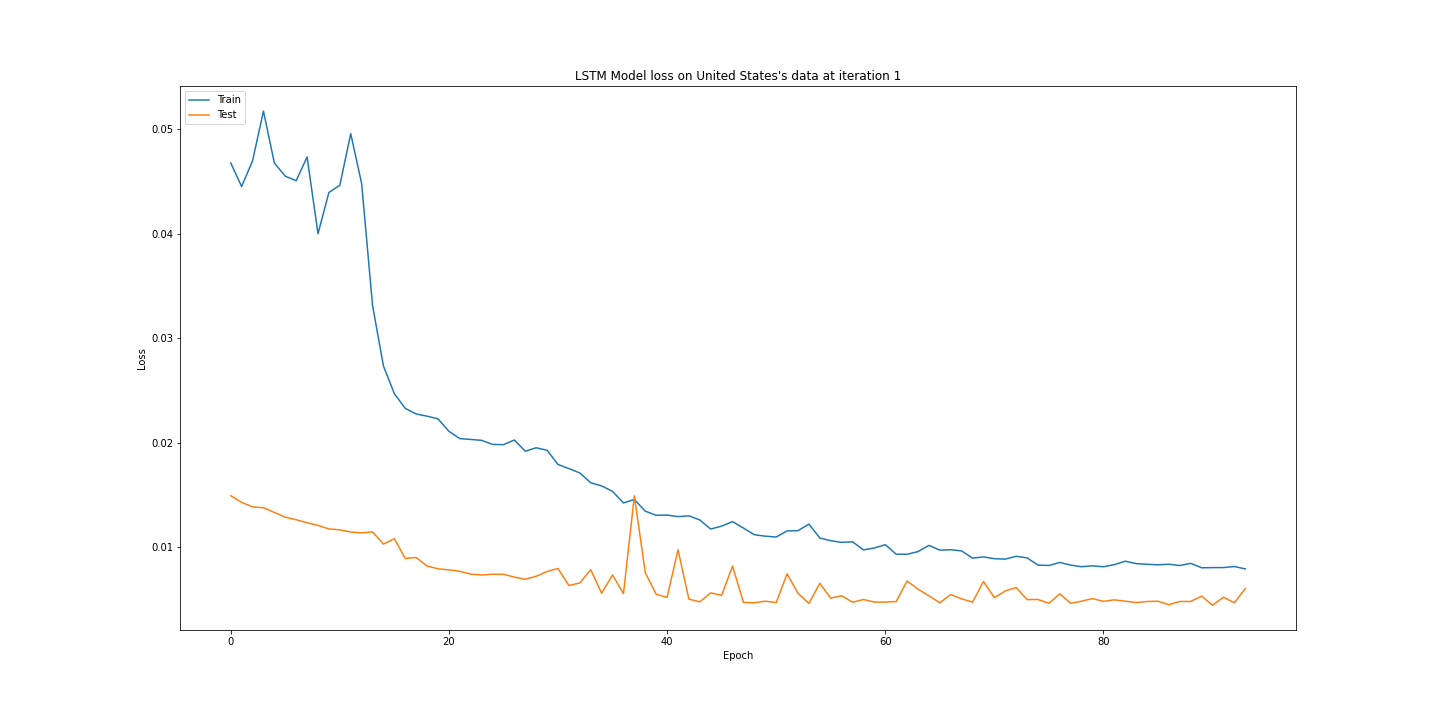 LSTM Model loss on United States's data at iteration 1
Train
Test
0.05
0.04
0.03
0.02
0.01
Loss
0 20 40 60 80
Epoch